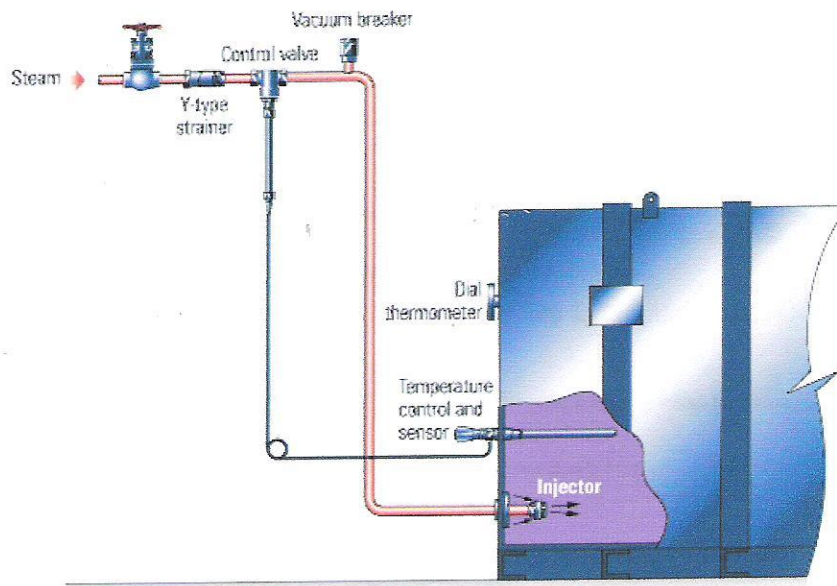 Vacuum breaker
Control valve
Steam
Y-type
strainer
Dial
thermometer
Temperature
control and
sensor
Injector